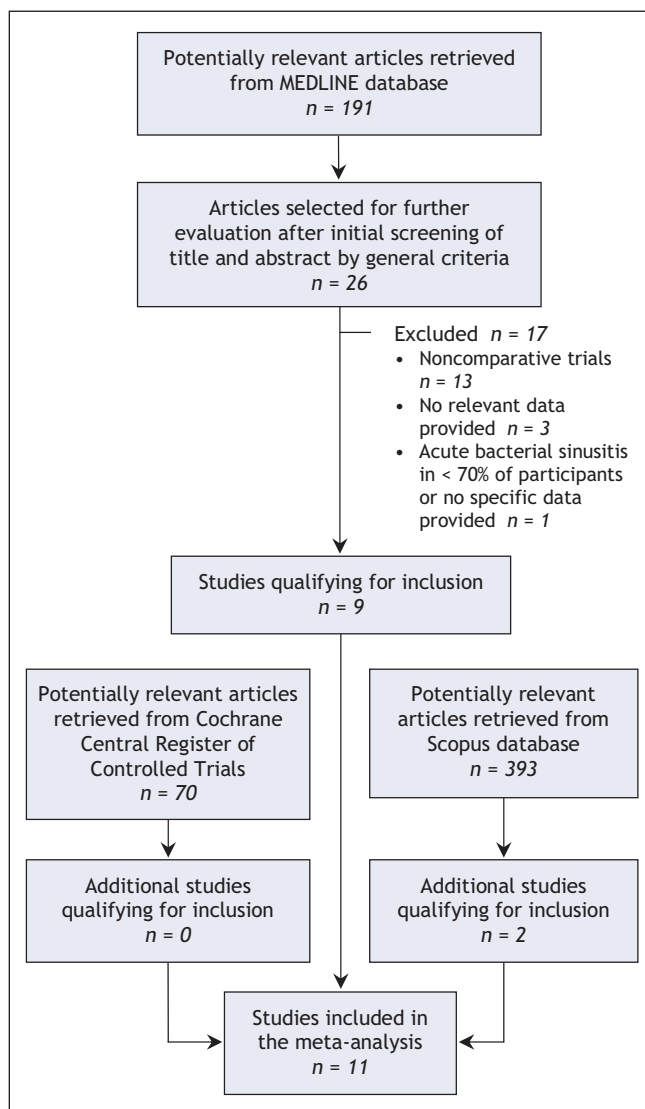 Potentially relevant articles retrieved
from MEDLINE database
n = 191
Articles selected for further
evaluation after initial screening of
title and abstract by general criteria
n = 26
Excluded n = 17
• Noncomparative trials
n = 13
• No relevant data
provided n = 3
• Acute bacterial sinusitis
in < 70% of participants
or no specific data
provided n = 1
Studies qualifying for inclusion
n = 9
Potentially relevant articles
retrieved from Cochrane
Central Register of
Controlled Trials
n = 70
Potentially relevant
articles retrieved from
Scopus database
n = 393
Additional studies
qualifying for inclusion
n = 0
Additional studies
qualifying for inclusion
n = 2
Studies included in
the meta-analysis
n = 11